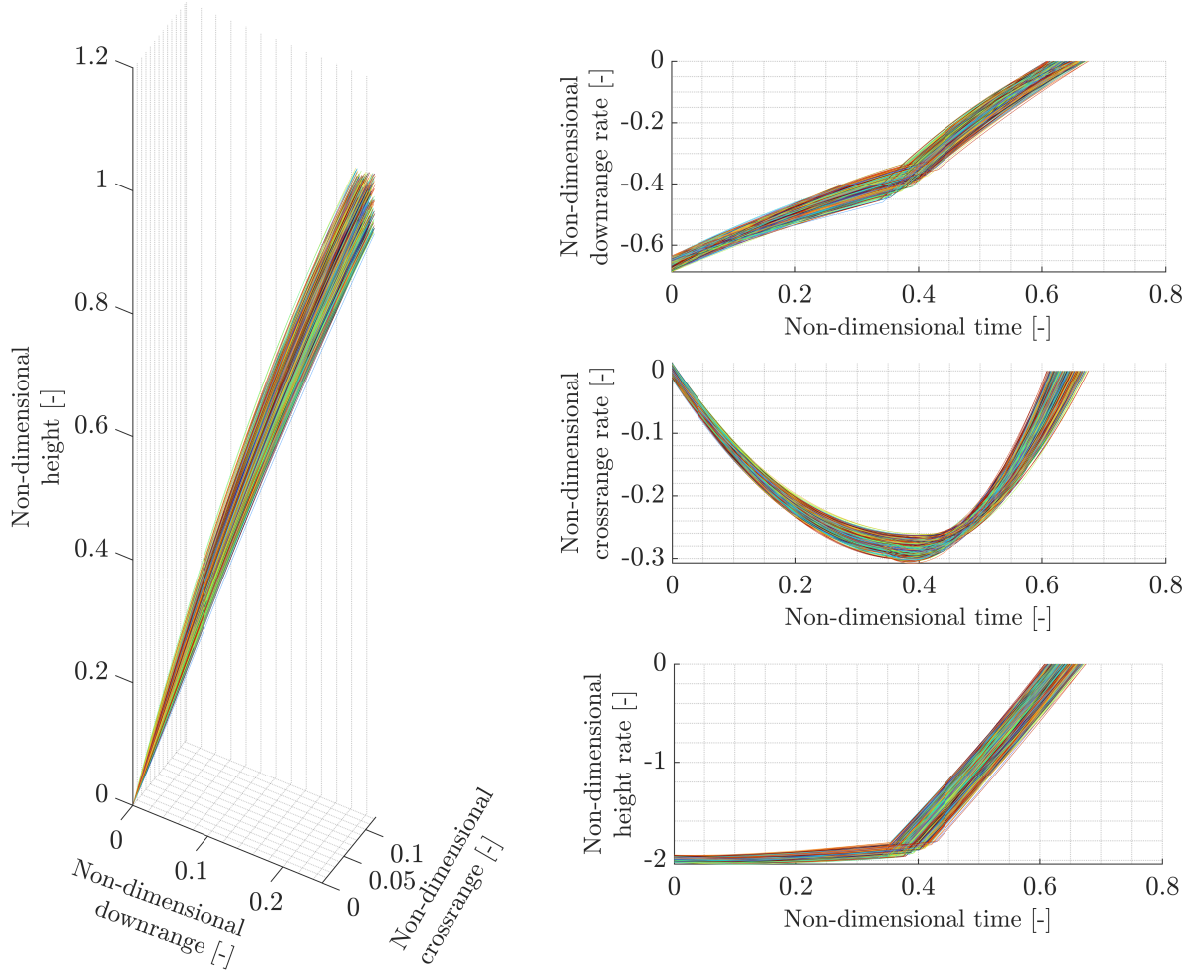 1.2
1
0.8
0.6
0.4
0.2
0
Non-dimensional
height [-]
0
0.1
0.2
Non-dimensional
downrange [-]
0
0.05
0.1
Non-dimensional
crossrange [-]
0
-0.2
-0.4
-0.6
Non-dimensional
downrange rate [-]
0 0.2 0.4 0.6 0.8
Non-dimensional time [-]
0
-0.1
-0.2
-0.3
Non-dimensional
crossrange rate [-]
0 0.2 0.4 0.6 0.8
Non-dimensional time [-]
0
-1
-2
Non-dimensional
height rate [-]
0 0.2 0.4 0.6 0.8
Non-dimensional time [-]